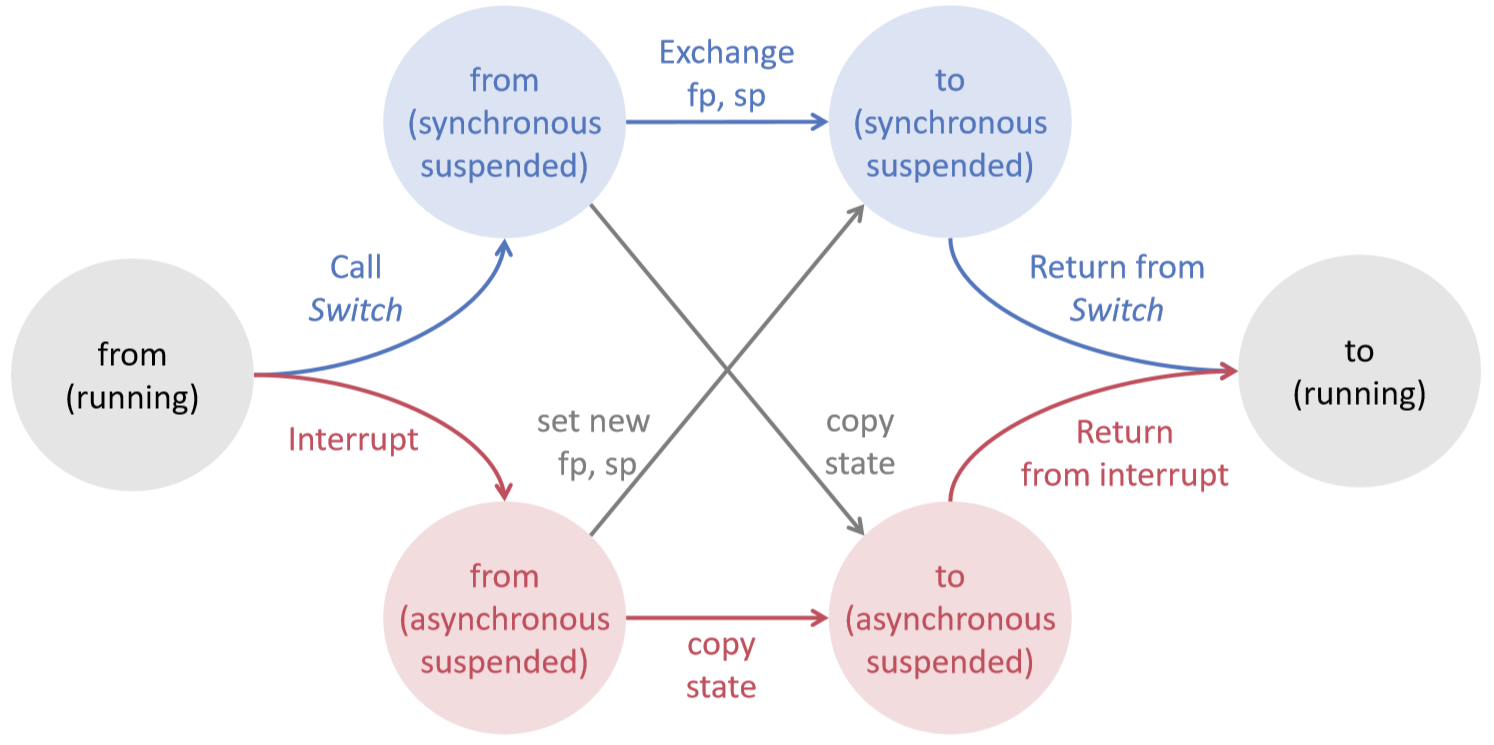 from
(synchronous
suspended)
Exchange
fp, sp
to
(synchronous
suspended)
Call
Switch
Return from
Switch
from
(running)
to
(running)
Interrupt
set new
fp, sp
copy
state
Return
from interrupt
from
(asynchronous
suspended)
copy
state
to
(asynchronous
suspended)